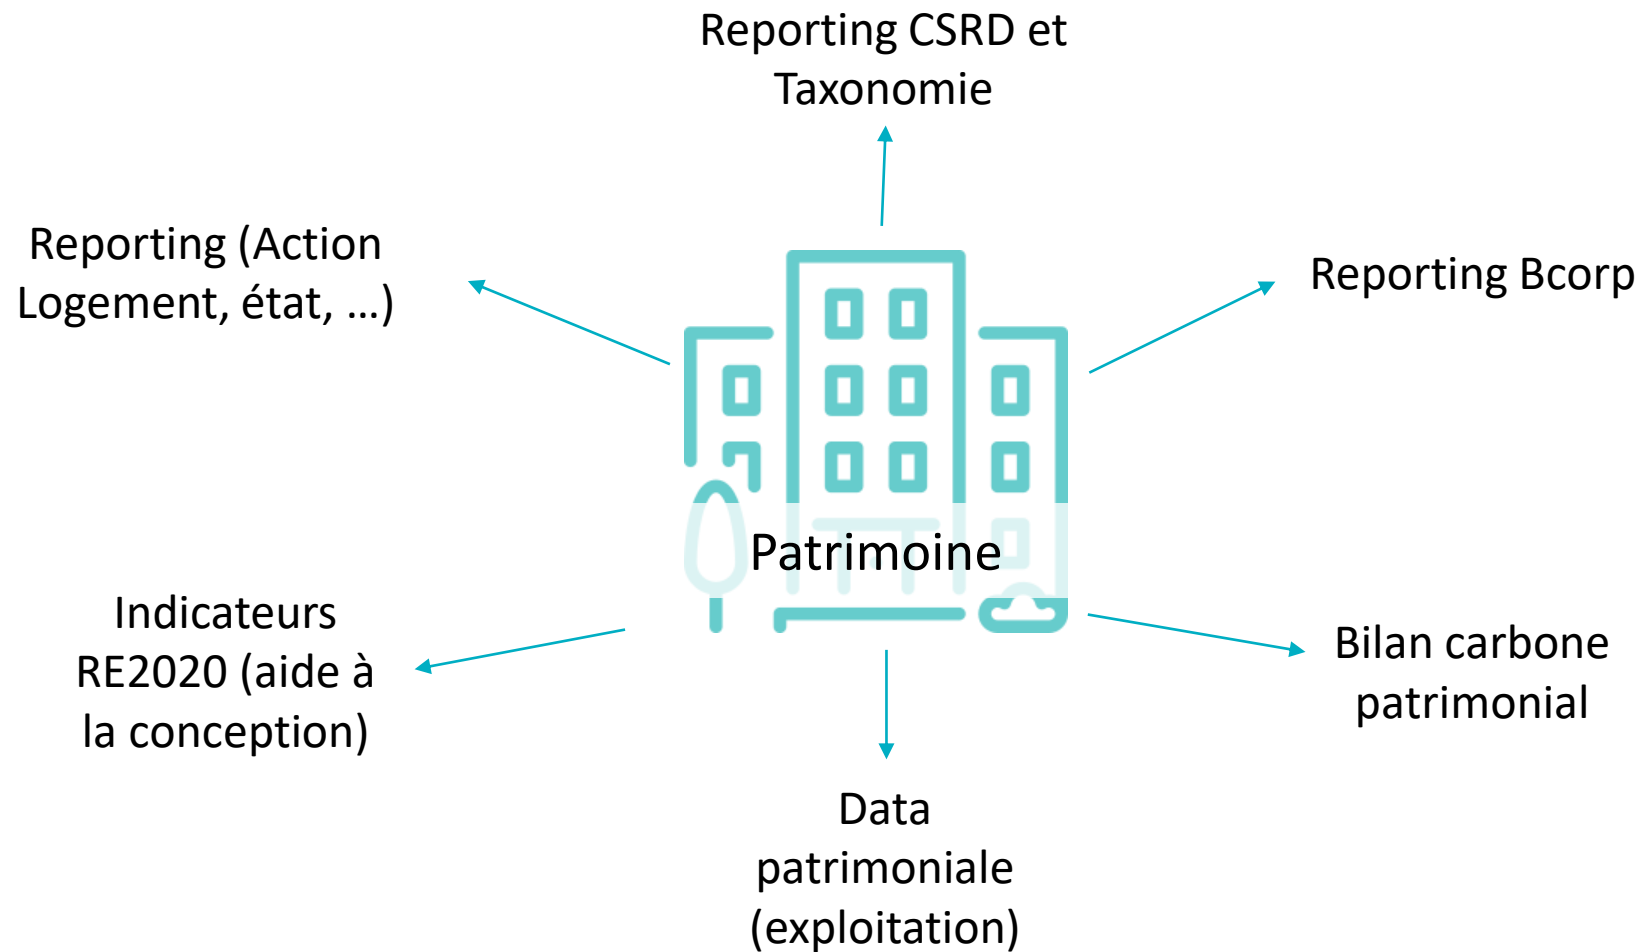 Reporting CSRD et
Taxonomie
Reporting (Action
Logement, état, ...)
Reporting Bcorp
Patrimoine
Indicateurs
RE2020 (aide à
la conception)
Bilan carbone
patrimonial
Data
patrimoniale
(exploitation)